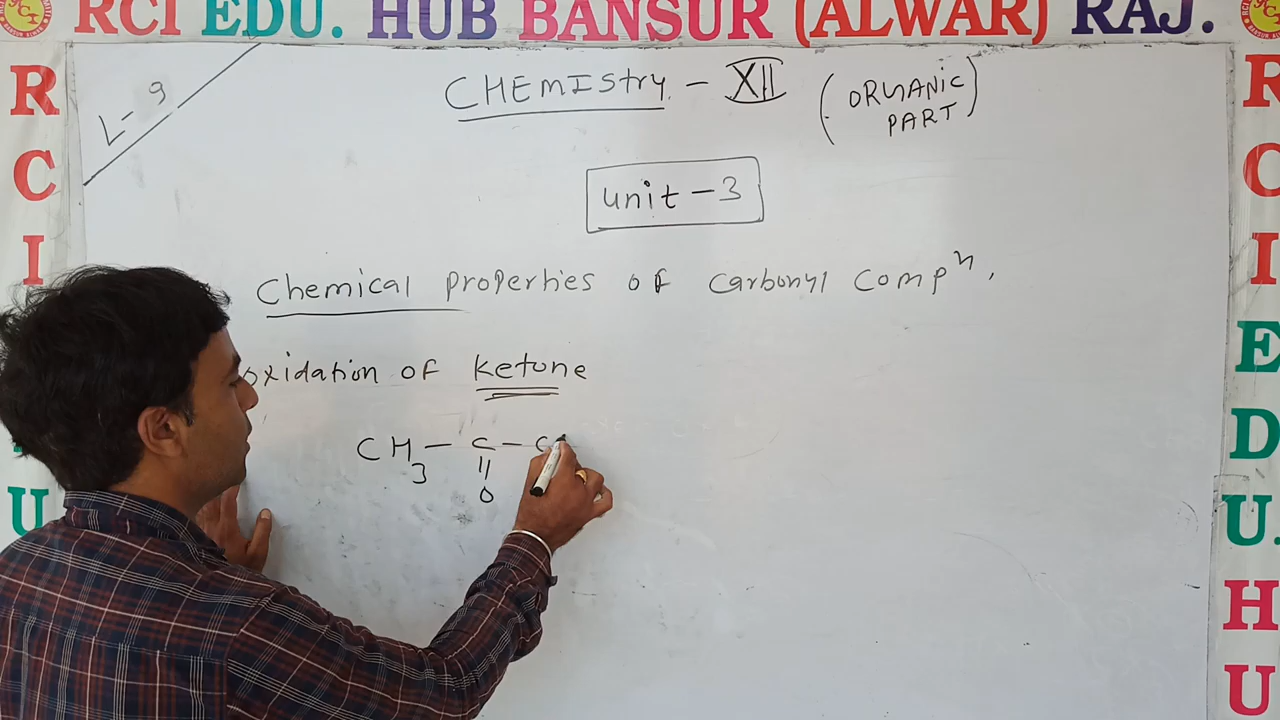 RCI EDU. HUB BANSUR (ALWAR) RAJ.
L-9
CHEMIStry - XII (ORGANIC PART)
Unit-3
Chemical properties of Carbonyl Compⁿ.
oxidation of Ketone
CH₃ - C - C
||
O
R
C
I
U
R
C
I
E
D
U.
H
U